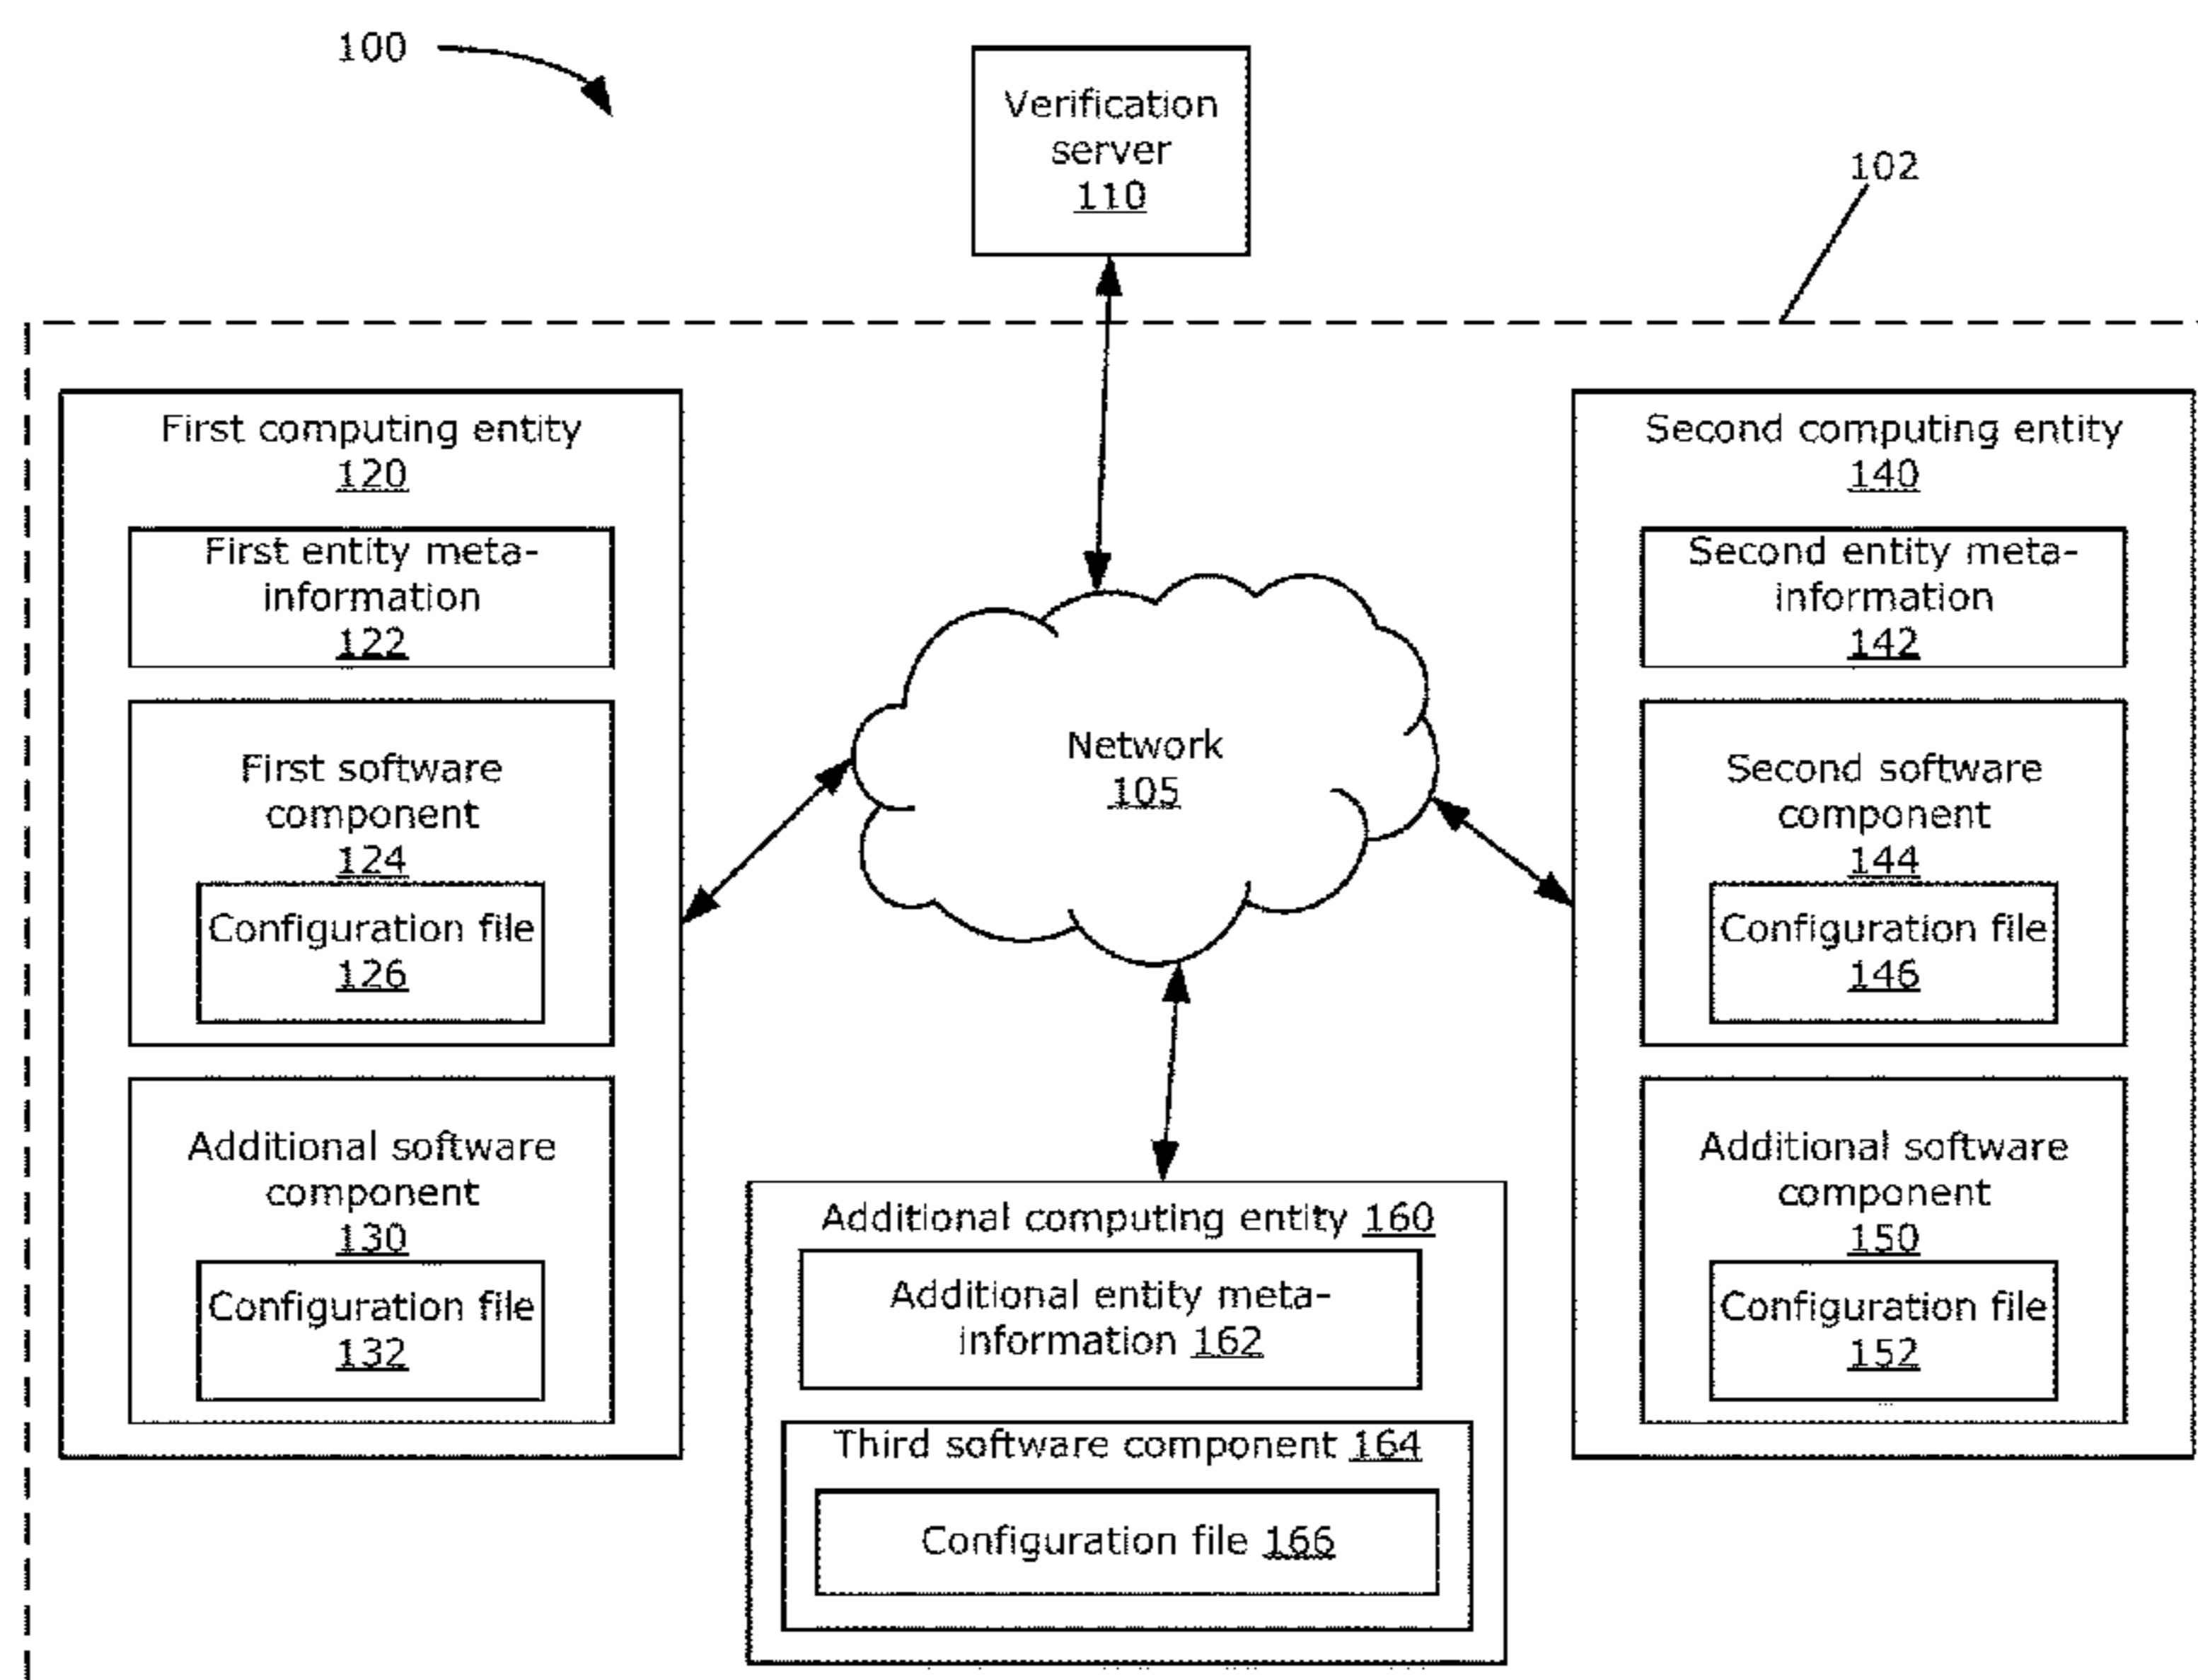 100
Verification
server
110
102
First computing entity
120
First entity meta-
information
122
First software
component
124
Configuration file
126
Additional software
component
130
Configuration file
132
Network
105
Additional computing entity 160
Additional entity meta-
information 162
Third software component 164
Configuration file 166
Second computing entity
140
Second entity meta-
information
142
Second software
component
144
Configuration file
146
Additional software
component
150
Configuration file
152